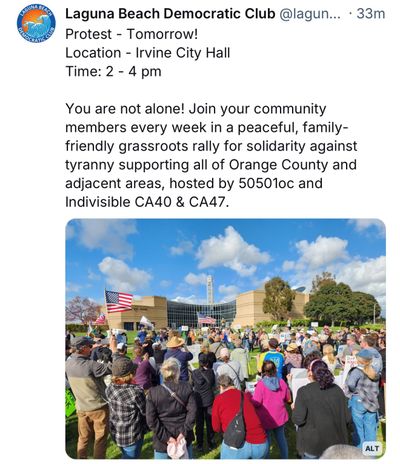 LAGUNA BEACH
DEMOCRATIC CLUB
Laguna Beach Democratic Club @lagun... · 33m
Protest - Tomorrow!
Location - Irvine City Hall
Time: 2 - 4 pm
You are not alone! Join your community
members every week in a peaceful, family-
friendly grassroots rally for solidarity against
tyranny supporting all of Orange County and
adjacent areas, hosted by 50501oc and
Indivisible CA40 & CA47.
ALT